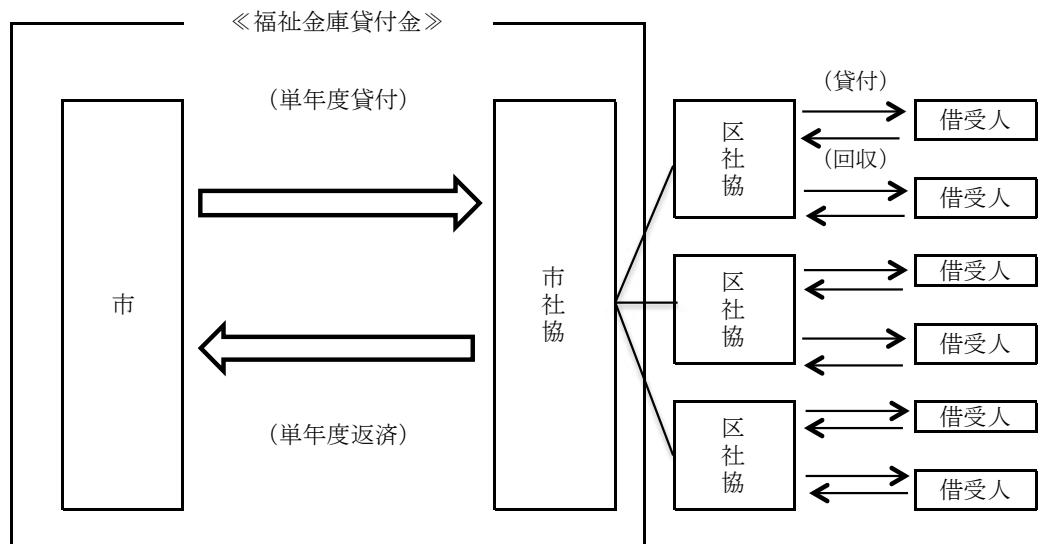 ≪福祉金庫貸付金≫
（単年度貸付）
（単年度返済）
市
市社協
区社協
区社協
区社協
（貸付）
（回収）
借受人
借受人
借受人
借受人
借受人
借受人